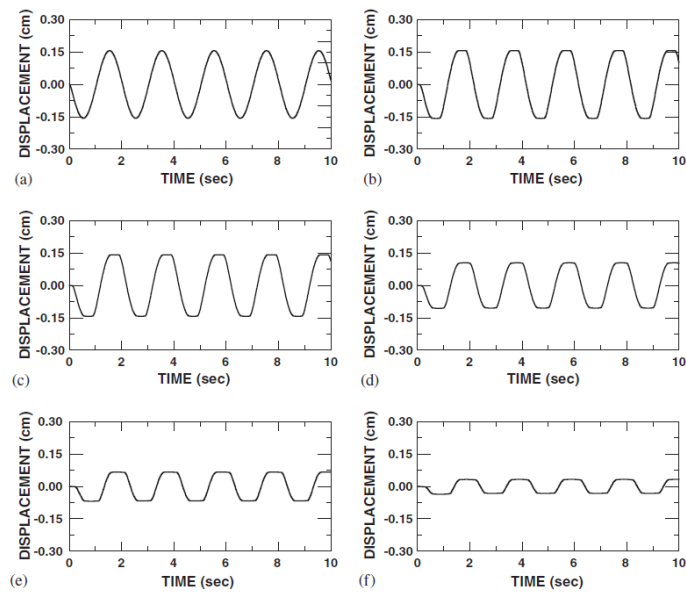 DISPLACEMENT (cm)
0.30
0.15
0.00
-0.15
-0.30
0 2 4 6 8 10
(a) TIME (sec)
DISPLACEMENT (cm)
0.30
0.15
0.00
-0.15
-0.30
0 2 4 6 8 10
(b) TIME (sec)
DISPLACEMENT (cm)
0.30
0.15
0.00
-0.15
-0.30
0 2 4 6 8 10
(c) TIME (sec)
DISPLACEMENT (cm)
0.30
0.15
0.00
-0.15
-0.30
0 2 4 6 8 10
(d) TIME (sec)
DISPLACEMENT (cm)
0.30
0.15
0.00
-0.15
-0.30
0 2 4 6 8 10
(e) TIME (sec)
DISPLACEMENT (cm)
0.30
0.15
0.00
-0.15
-0.30
0 2 4 6 8 10
(f) TIME (sec)